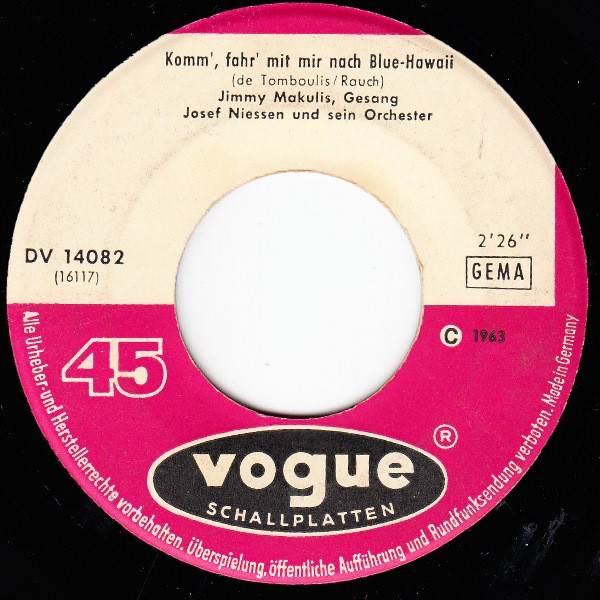 Komm', fahr' mit mir nach Blue-Hawaii
(de Tomboulis/Rauch)
Jimmy Makulis, Gesang
Josef Niessen und sein Orchester
DV 14082
(16117)
2'26"
GEMA
45
C 1963
vogue ®
SCHALLPLATTEN
Alle Urheber-und Herstellerrechte vorbehalten. Überspielung, öffentliche Aufführung und Rundfunksendung verboten. Made in Germany